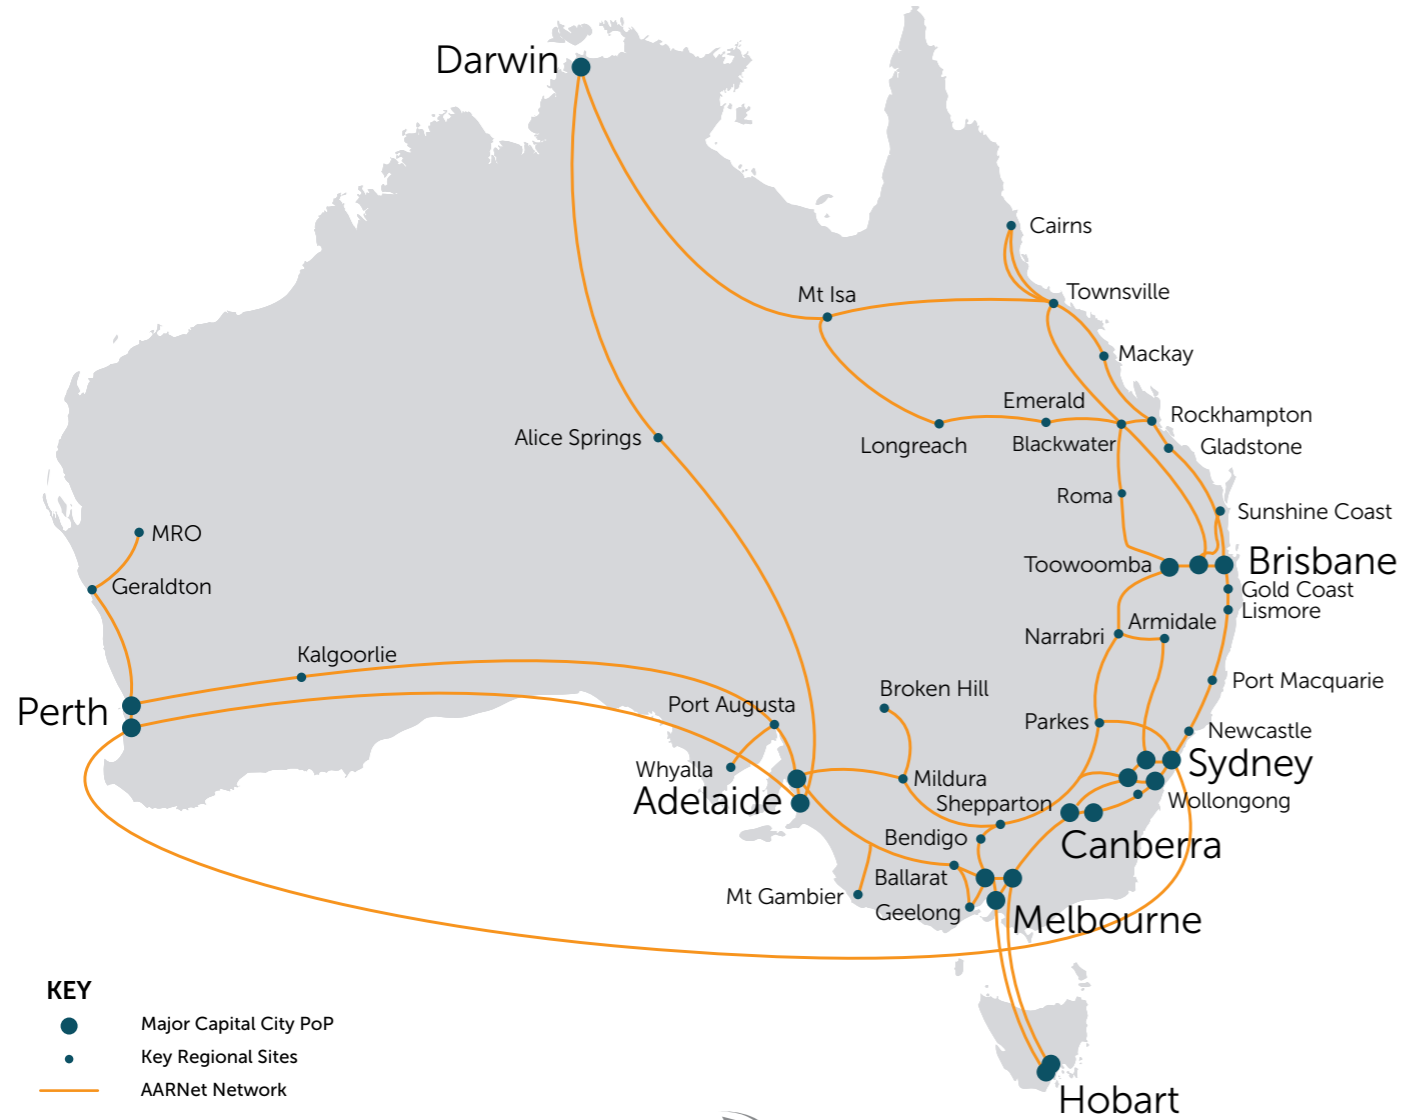 Darwin
Cairns
Townsville
Mt Isa
Mackay
Emerald
Rockhampton
Alice Springs
Longreach
Blackwater
Gladstone
Roma
Sunshine Coast
MRO
Toowoomba
Brisbane
Geraldton
Gold Coast
Lismore
Armidale
Narrabri
Kalgoorlie
Port Macquarie
Broken Hill
Perth
Port Augusta
Parkes
Newcastle
Sydney
Whyalla
Mildura
Adelaide
Shepparton
Wollongong
Bendigo
Canberra
Ballarat
Mt Gambier
Geelong
Melbourne
KEY
Major Capital City PoP
Key Regional Sites
AARNet Network
Hobart